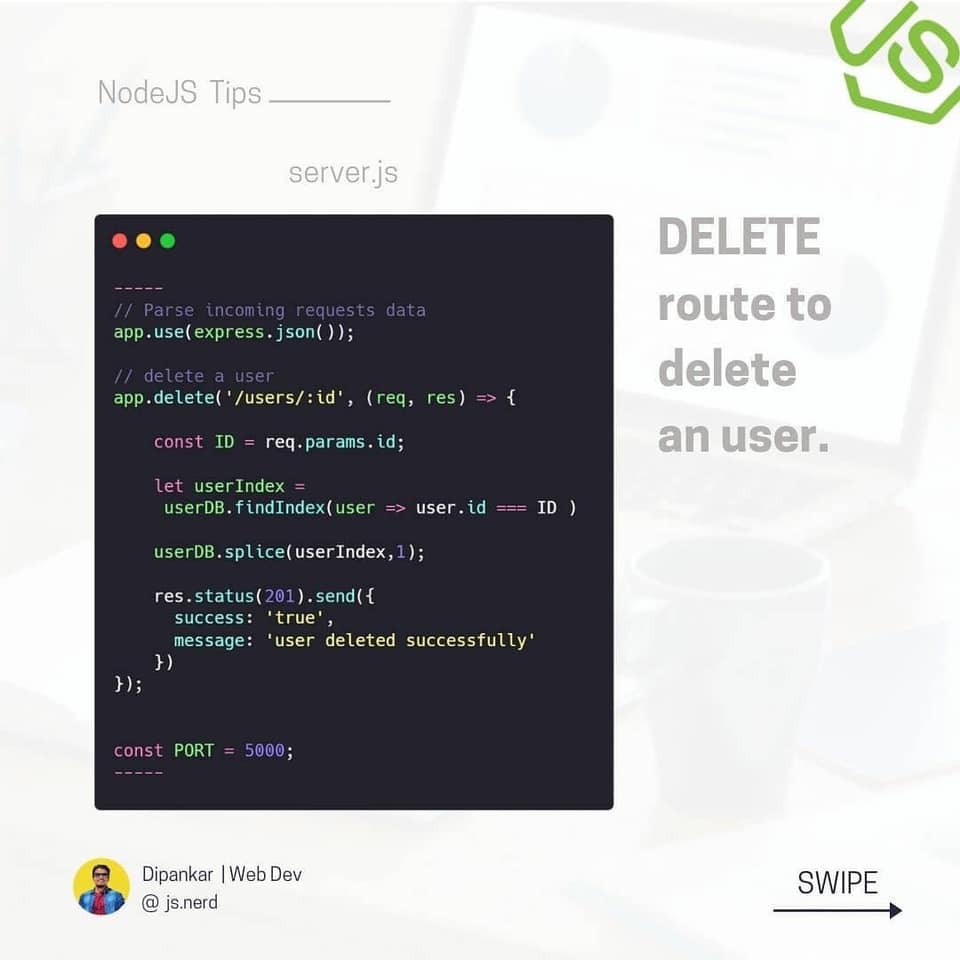 JS
NodeJS Tips
server.js
-----
// Parse incoming requests data
app.use(express.json());
// delete a user
app.delete('/users/:id', (req, res) => {
const ID = req.params.id;
let userIndex =
userDB.findIndex(user => user.id === ID )
userDB.splice(userIndex,1);
res.status(201).send({
success: 'true',
message: 'user deleted successfully'
})
});
const PORT = 5000;
-----
DELETE
route to
delete
an user.
Dipankar | Web Dev
@ js.nerd
SWIPE